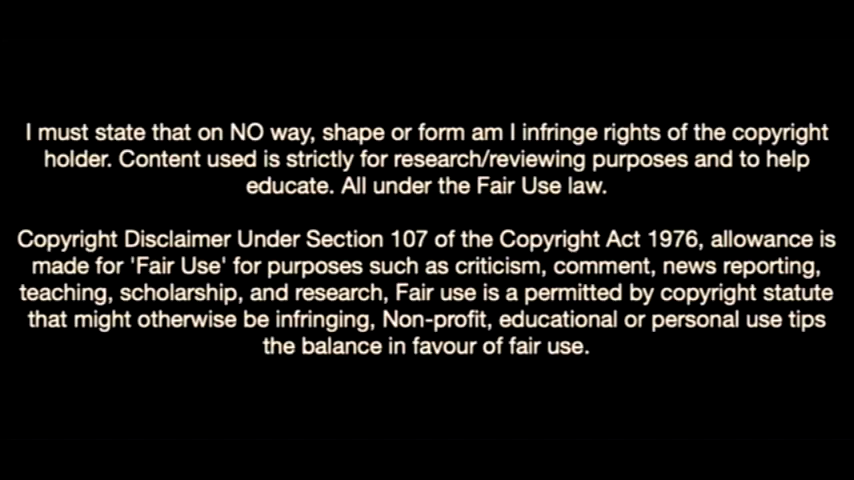 I must state that on NO way, shape or form am I infringe rights of the copyright
holder. Content used is strictly for research/reviewing purposes and to help
educate. All under the Fair Use law.
Copyright Disclaimer Under Section 107 of the Copyright Act 1976, allowance is
made for 'Fair Use' for purposes such as criticism, comment, news reporting,
teaching, scholarship, and research, Fair use is a permitted by copyright statute
that might otherwise be infringing, Non-profit, educational or personal use tips
the balance in favour of fair use.